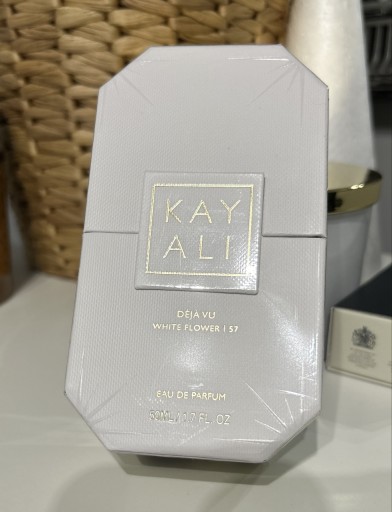 KAY
ALI
DÉJÀ VU
WHITE FLOWER | 57
EAU DE PARFUM
50ML / 1.7 FL. OZ